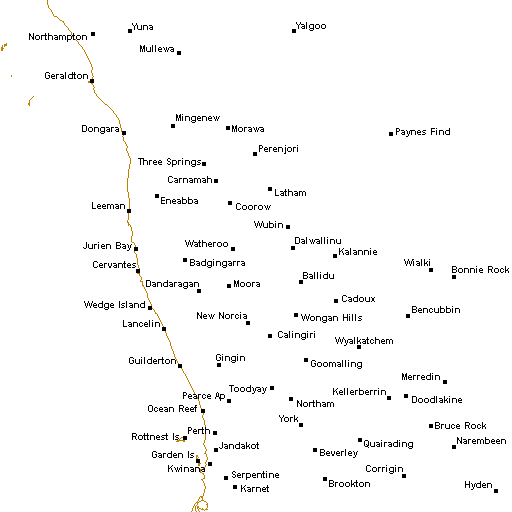 Yuna
Yalgoo
Northampton
Mullewa
Geraldton
Mingenew
Dongara
Morawa
Paynes Find
Perenjori
Three Springs
Carnamah
Latham
Eneabba
Leeman
Coorow
Wubin
Jurien Bay
Watheroo
Dalwallinu
Kalannie
Cervantes
Badgingarra
Wialki
Bonnie Rock
Dandaragan
Moora
Ballidu
Wedge Island
Cadoux
New Norcia
Wongan Hills
Bencubbin
Lancelin
Calingiri
Wyalkatchem
Guilderton
Gingin
Goomalling
Merredin
Pearce Ap
Toodyay
Kellerberrin
Doodlakine
Ocean Reef
Northam
York
Rottnest Is
Perth
Bruce Rock
Quairading
Narembeen
Garden Is
Jandakot
Beverley
Kwinana
Serpentine
Corrigin
Karnet
Brookton
Hyden